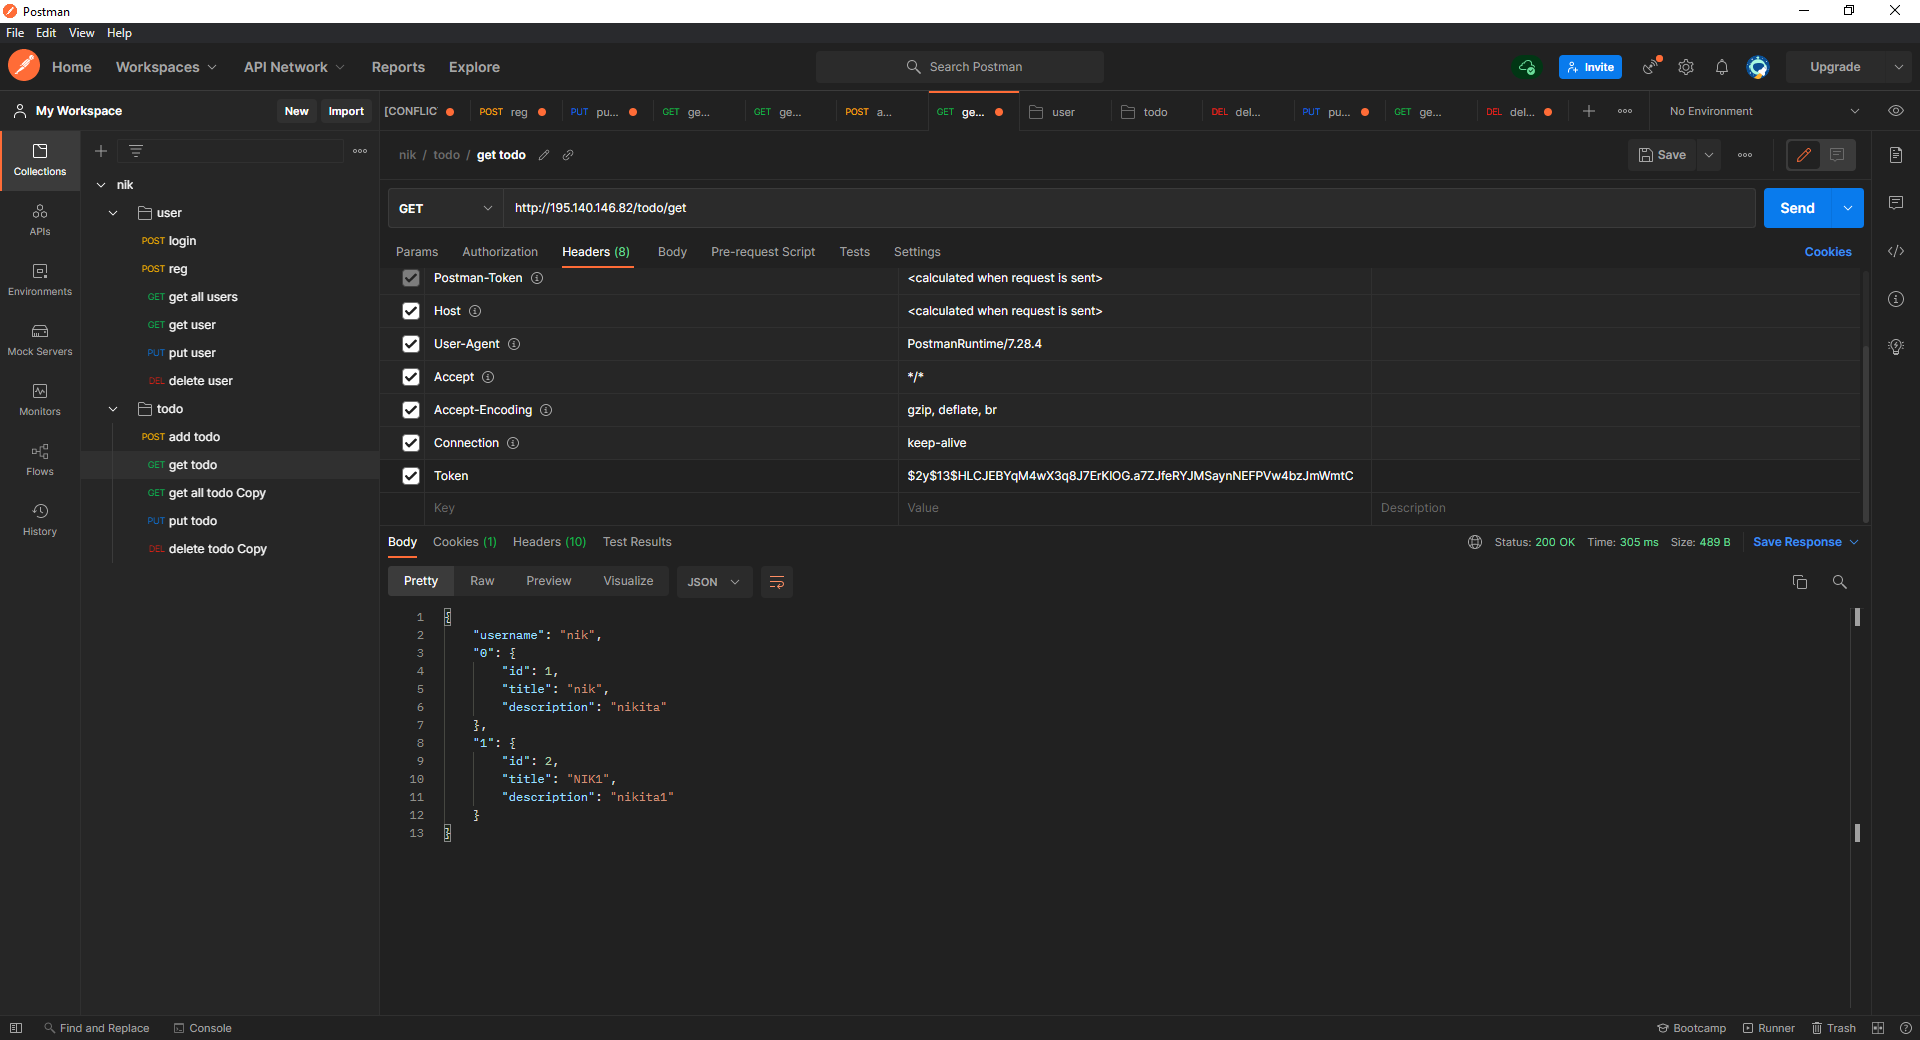 Postman
File Edit View Help
Home Workspaces API Network Reports Explore Search Postman Invite Upgrade
My Workspace New Import [CONFLIC POST reg PUT pu... GET ge... GET ge... POST a... GET ge... user todo DEL del... PUT pu... GET ge... DEL del... No Environment
nik / todo / get todo Save
GET http://195.140.146.82/todo/get Send
Params Authorization Headers (8) Body Pre-request Script Tests Settings Cookies
Postman-Token <calculated when request is sent>
Host <calculated when request is sent>
User-Agent PostmanRuntime/7.28.4
Accept */*
Accept-Encoding gzip, deflate, br
Connection keep-alive
Token $2y$13$HLCJEBYqM4wX3q8J7ErKlOG.a7ZJfeRYJMSaynNEFPVw4bzJmWmtC
Key Value Description
Collections
APIs
Environments
Mock Servers
Monitors
Flows
History
nik
user
POST login
POST reg
GET get all users
GET get user
PUT put user
DEL delete user
todo
POST add todo
GET get todo
GET get all todo Copy
PUT put todo
DEL delete todo Copy
Body Cookies (1) Headers (10) Test Results Status: 200 OK Time: 305 ms Size: 489 B Save Response
Pretty Raw Preview Visualize JSON
1 {
2 "username": "nik",
3 "0": {
4 "id": 1,
5 "title": "nik",
6 "description": "nikita"
7 },
8 "1": {
9 "id": 2,
10 "title": "NIK1",
11 "description": "nikita1"
12 }
13 }
Find and Replace Console Bootcamp Runner Trash